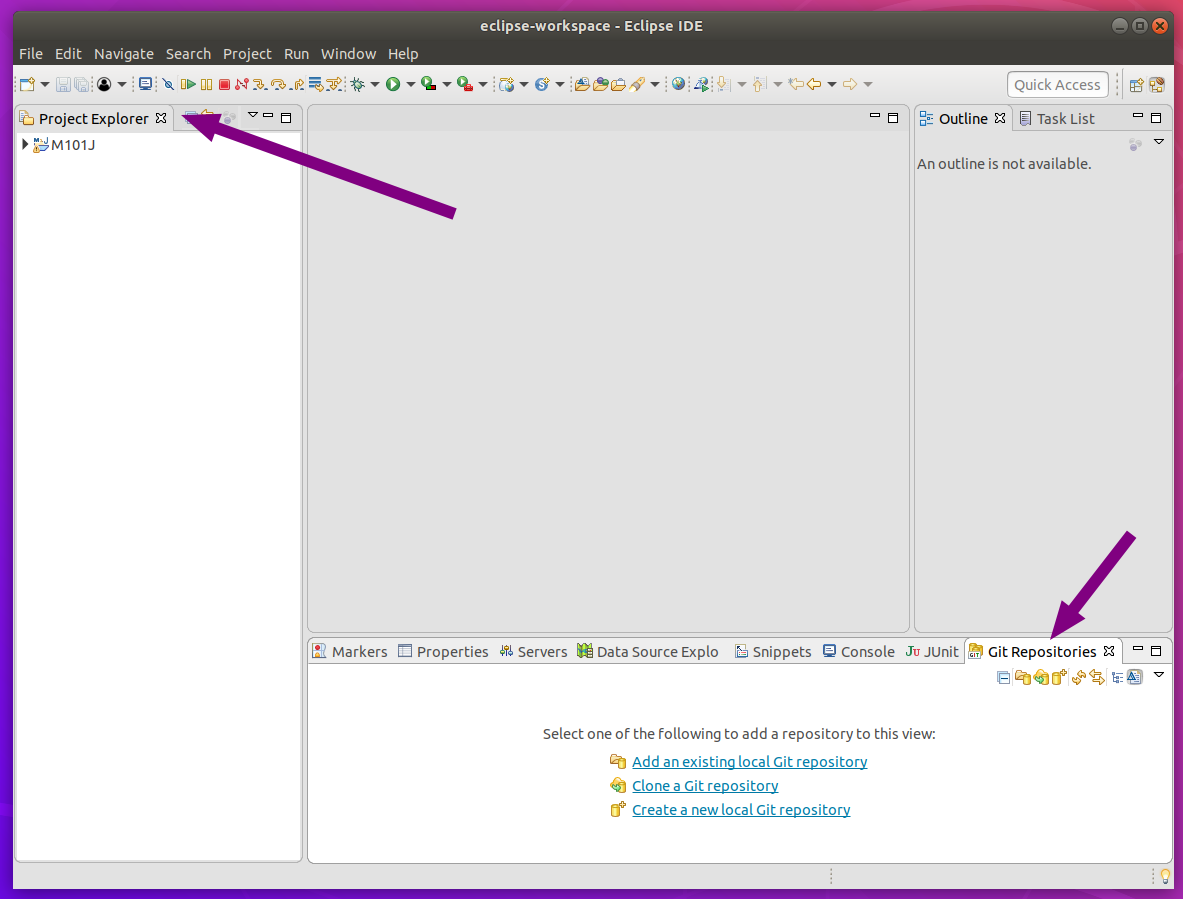 eclipse-workspace - Eclipse IDE
File Edit Navigate Search Project Run Window Help
Quick Access
Project Explorer
M101J
Outline Task List
An outline is not available.
Markers Properties Servers Data Source Explo Snippets Console JUnit Git Repositories
Select one of the following to add a repository to this view:
Add an existing local Git repository
Clone a Git repository
Create a new local Git repository